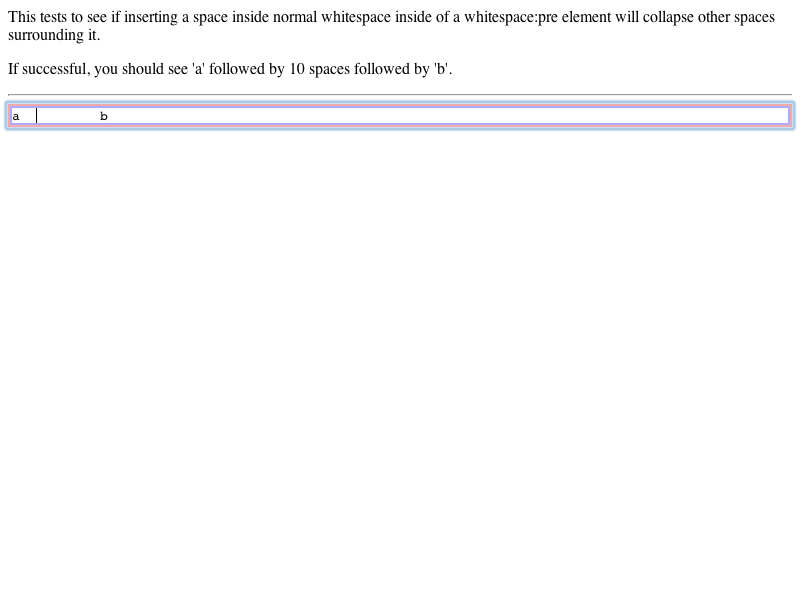 This tests to see if inserting a space inside normal whitespace inside of a whitespace:pre element will collapse other spaces
surrounding it.
If successful, you should see 'a' followed by 10 spaces followed by 'b'.
a          b